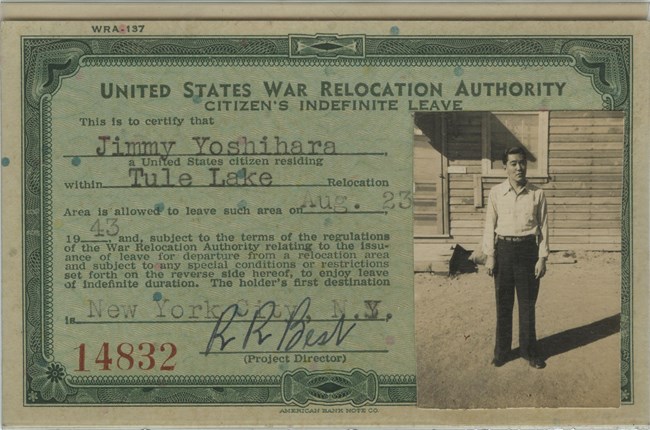 WRA-137
UNITED STATES WAR RELOCATION AUTHORITY
CITIZEN'S INDEFINITE LEAVE
This is to certify that
Jimmy Yoshihara
a United States citizen residing
within Tule Lake Relocation
Area is allowed to leave such area on Aug. 23,
1943, and, subject to the terms of the regulations
of the War Relocation Authority relating to the issu-
ance of leave for departure from a relocation area
and subject to any special conditions or restrictions
set forth on the reverse side hereof, to enjoy leave
of indefinite duration. The holder's first destination
is New York City, N.Y.
R R Best
14832
(Project Director)
AMERICAN BANK NOTE CO.